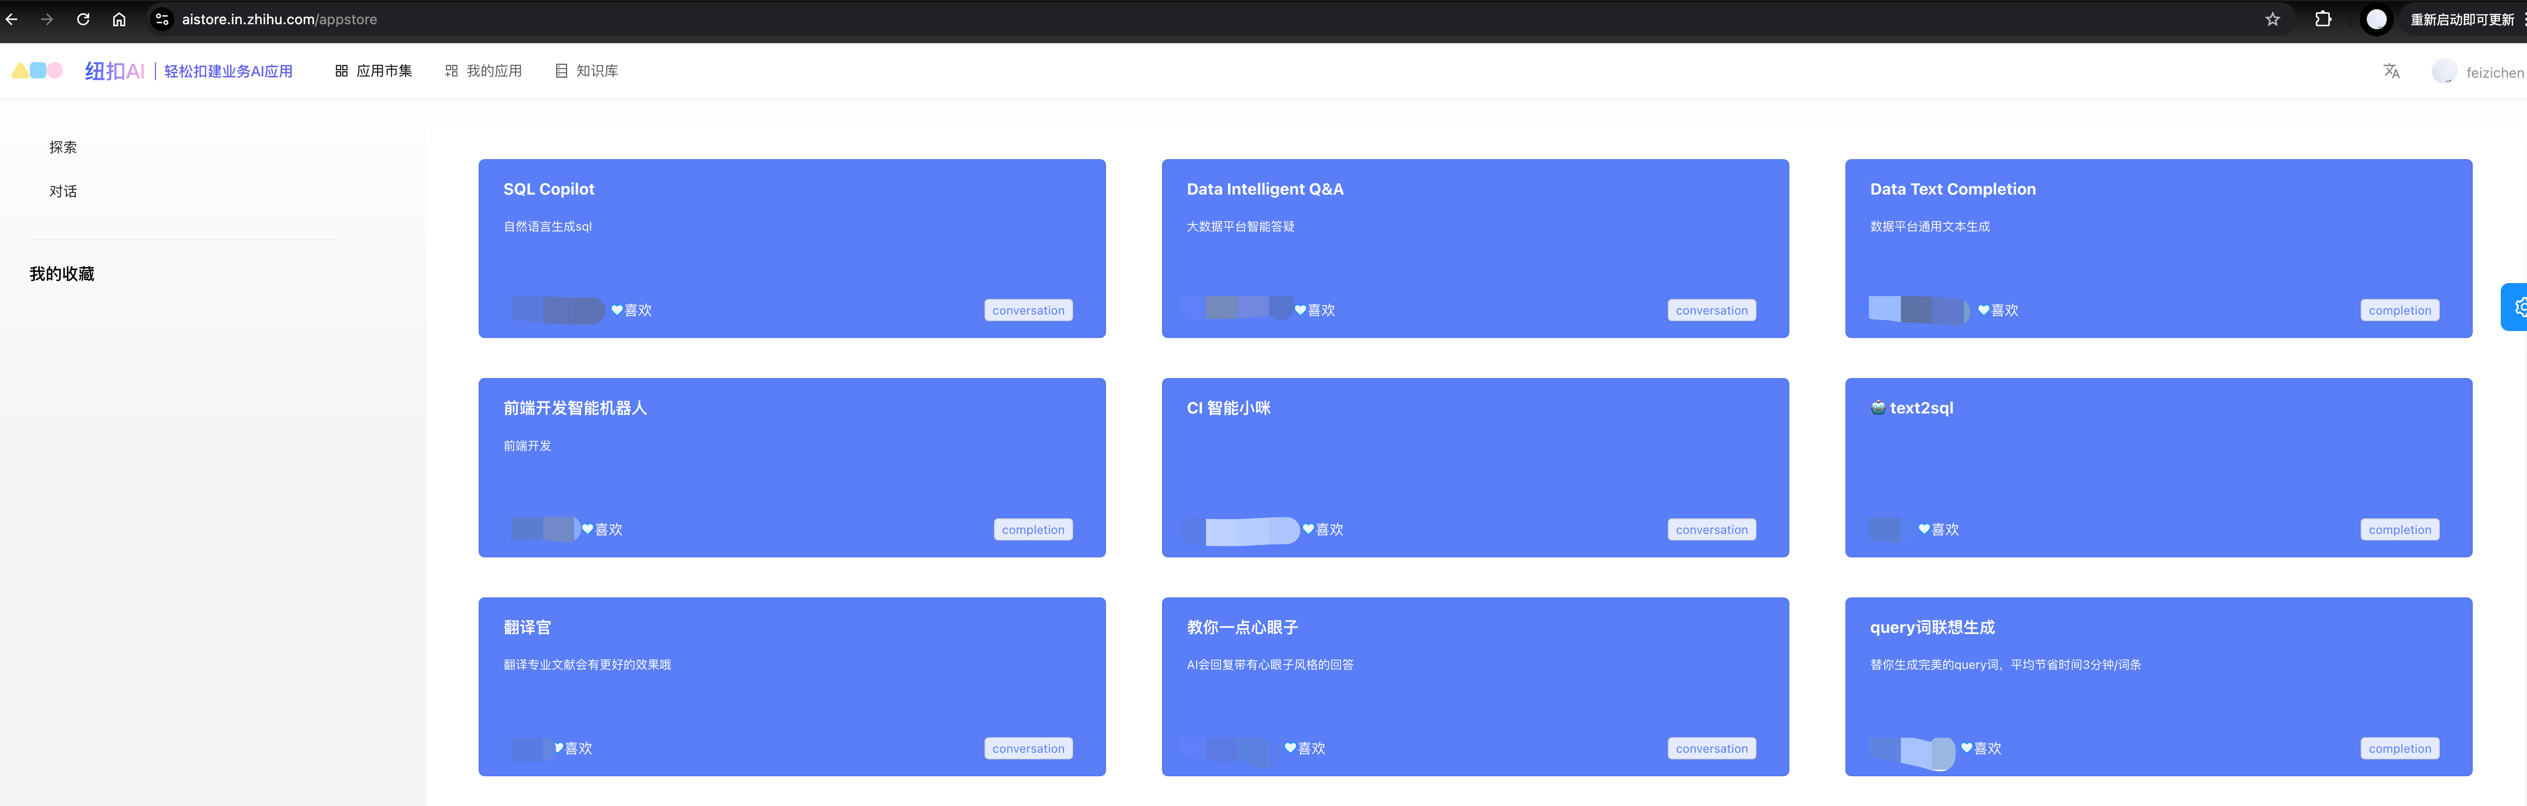 aistore.in.zhihu.com/appstore
重新启动即可更新
纽扣AI | 轻松扣建业务AI应用
应用市集
我的应用
知识库
feizichen
探索
对话
我的收藏
SQL Copilot
自然语言生成sql
喜欢
conversation
Data Intelligent Q&A
大数据平台智能答疑
喜欢
conversation
Data Text Completion
数据平台通用文本生成
喜欢
completion
前端开发智能机器人
前端开发
喜欢
completion
CI 智能小咪
喜欢
conversation
text2sql
喜欢
completion
翻译官
翻译专业文献会有更好的效果哦
喜欢
conversation
教你一点心眼子
AI会回复带有心眼子风格的回答
喜欢
conversation
query词联想生成
替你生成完美的query词，平均节省时间3分钟/词条
喜欢
completion